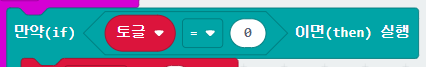 만약(if) 토글 = 0 이면(then) 실행